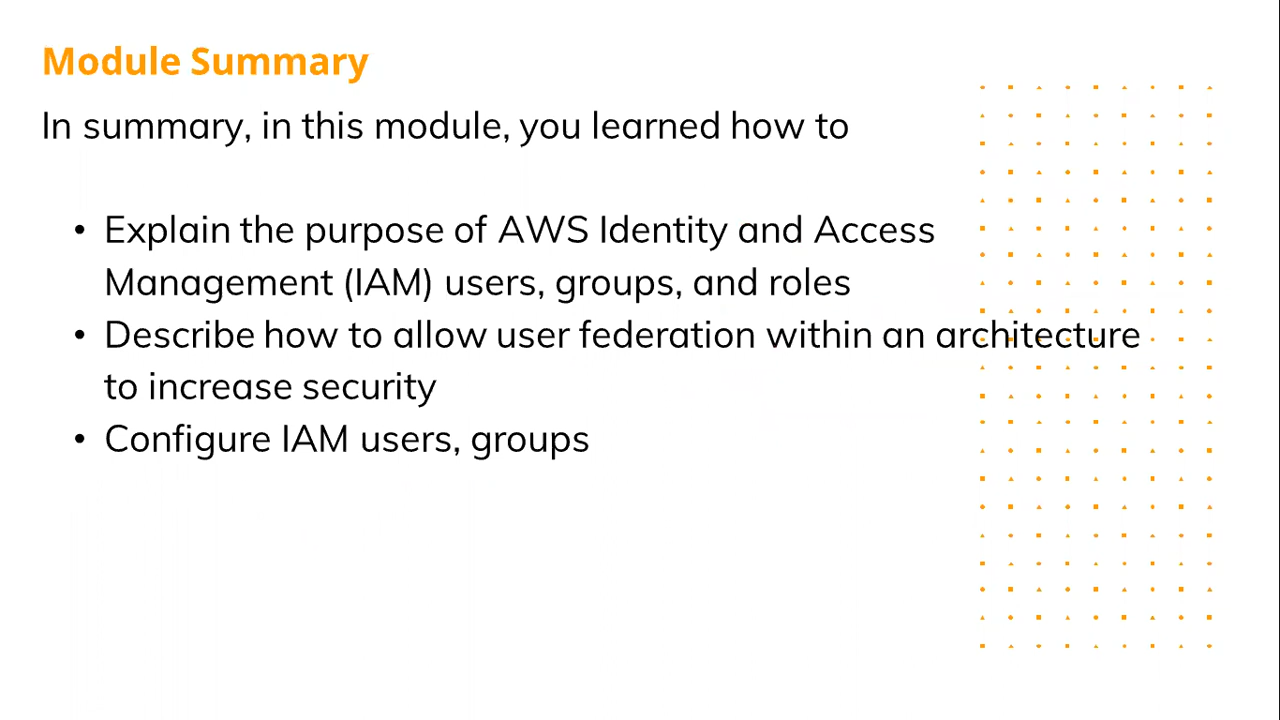 Module Summary
In summary, in this module, you learned how to
• Explain the purpose of AWS Identity and Access
Management (IAM) users, groups, and roles
• Describe how to allow user federation within an architecture
to increase security
• Configure IAM users, groups